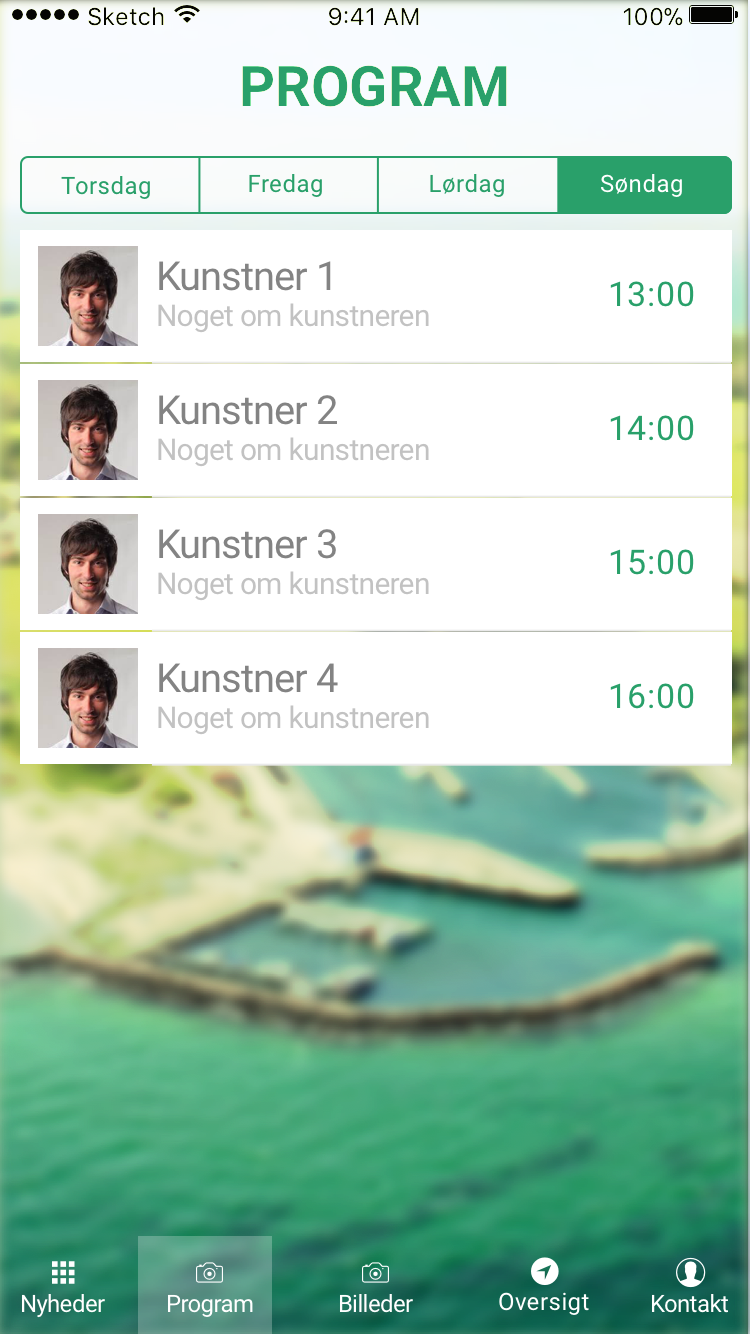 Sketch 9:41 AM 100%
PROGRAM
Torsdag Fredag Lørdag Søndag
Kunstner 1
Noget om kunstneren
13:00
Kunstner 2
Noget om kunstneren
14:00
Kunstner 3
Noget om kunstneren
15:00
Kunstner 4
Noget om kunstneren
16:00
Nyheder Program Billeder Oversigt Kontakt